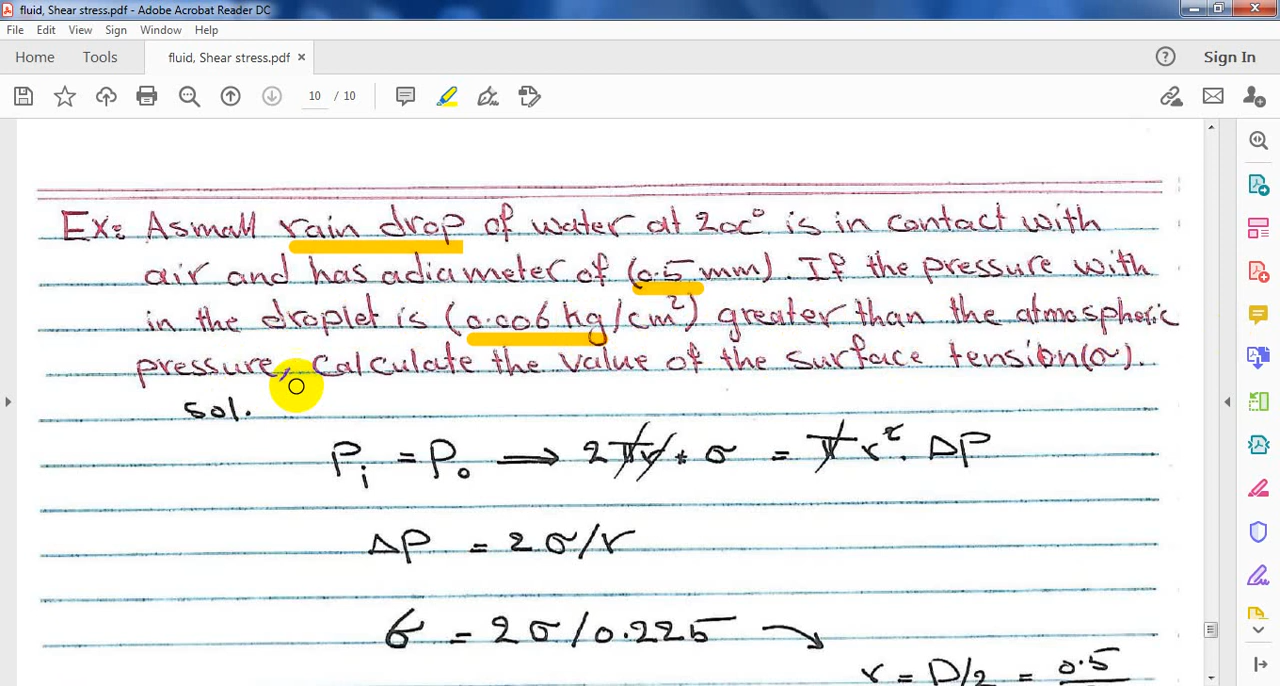 fluid, Shear stress.pdf - Adobe Acrobat Reader DC
File Edit View Window Sign Help
Home Tools fluid, Shear stress.pdf × Sign In
10 / 10
Ex: A small rain drop of water at 20c° is in contact with
air and has a diameter of (0.5 mm). If the pressure with
in the droplet is (0.006 kg/cm²) greater than the atmospheric
pressure, Calculate the value of the surface tension(σ).
Sol.
Pi = Po ⟹ 2πr * σ = πr². ΔP
ΔP = 2σ/r
6 = 2σ/0.225
r = D/2 = 0.5